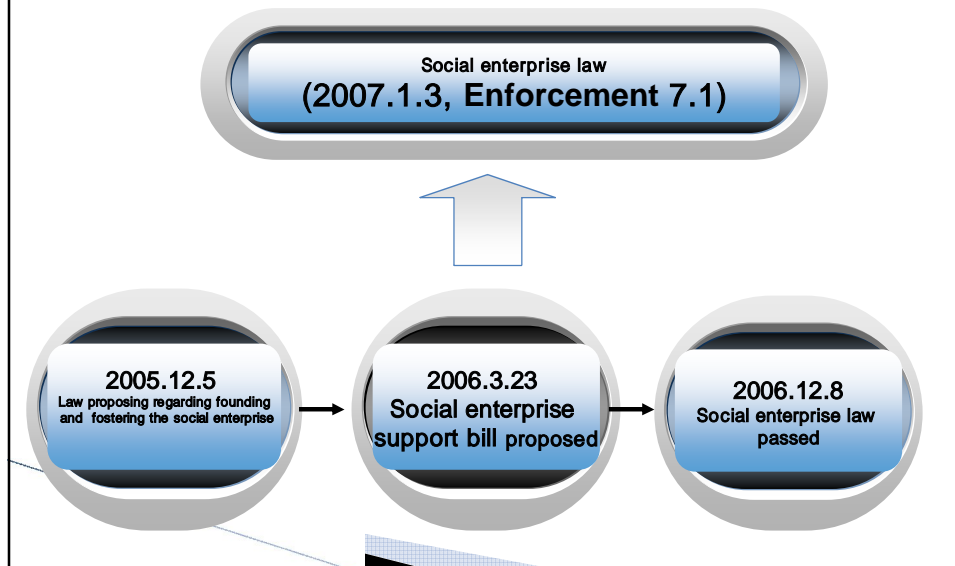 Social enterprise law
(2007.1.3, Enforcement 7.1)
2005.12.5
Law proposing regarding founding
and fostering the social enterprise
2006.3.23
Social enterprise
support bill proposed
2006.12.8
Social enterprise law
passed